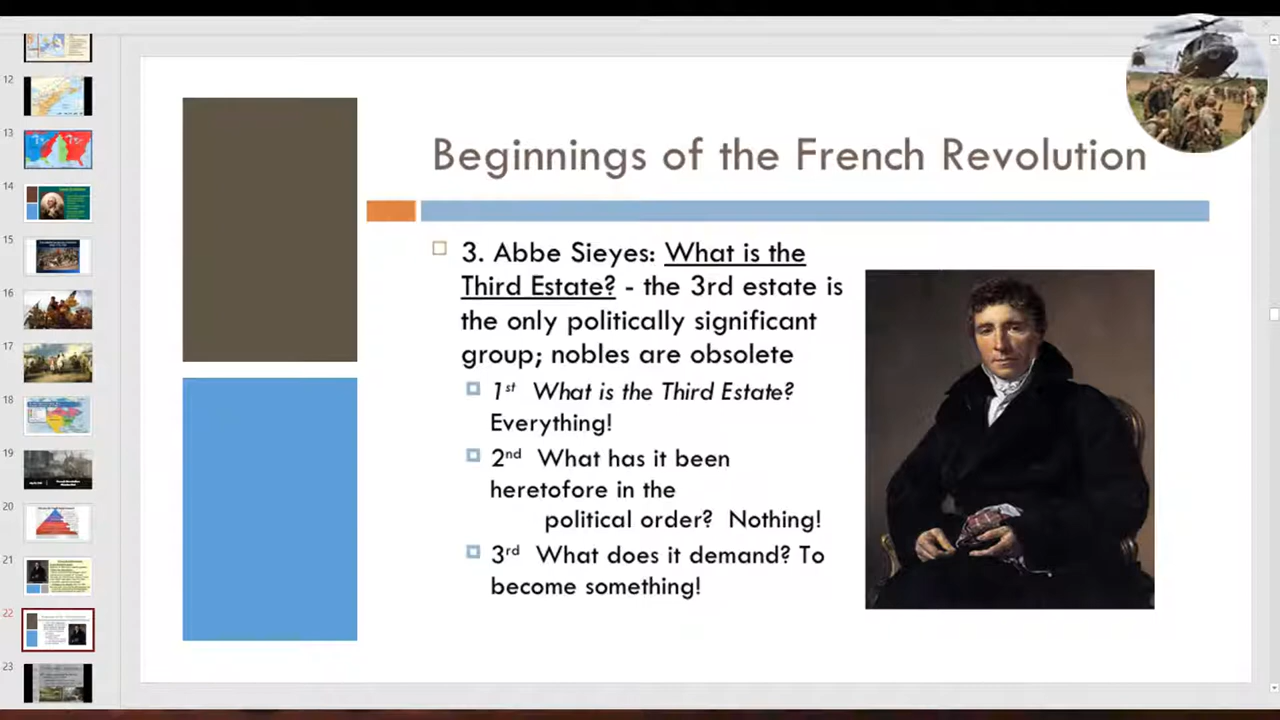 Beginnings of the French Revolution
3. Abbe Sieyes: What is the
Third Estate? - the 3rd estate is
the only politically significant
group; nobles are obsolete
1st What is the Third Estate?
Everything!
2nd What has it been
heretofore in the
political order? Nothing!
3rd What does it demand? To
become something!
12
13
14
15
16
17
18
19
20
21
22
23